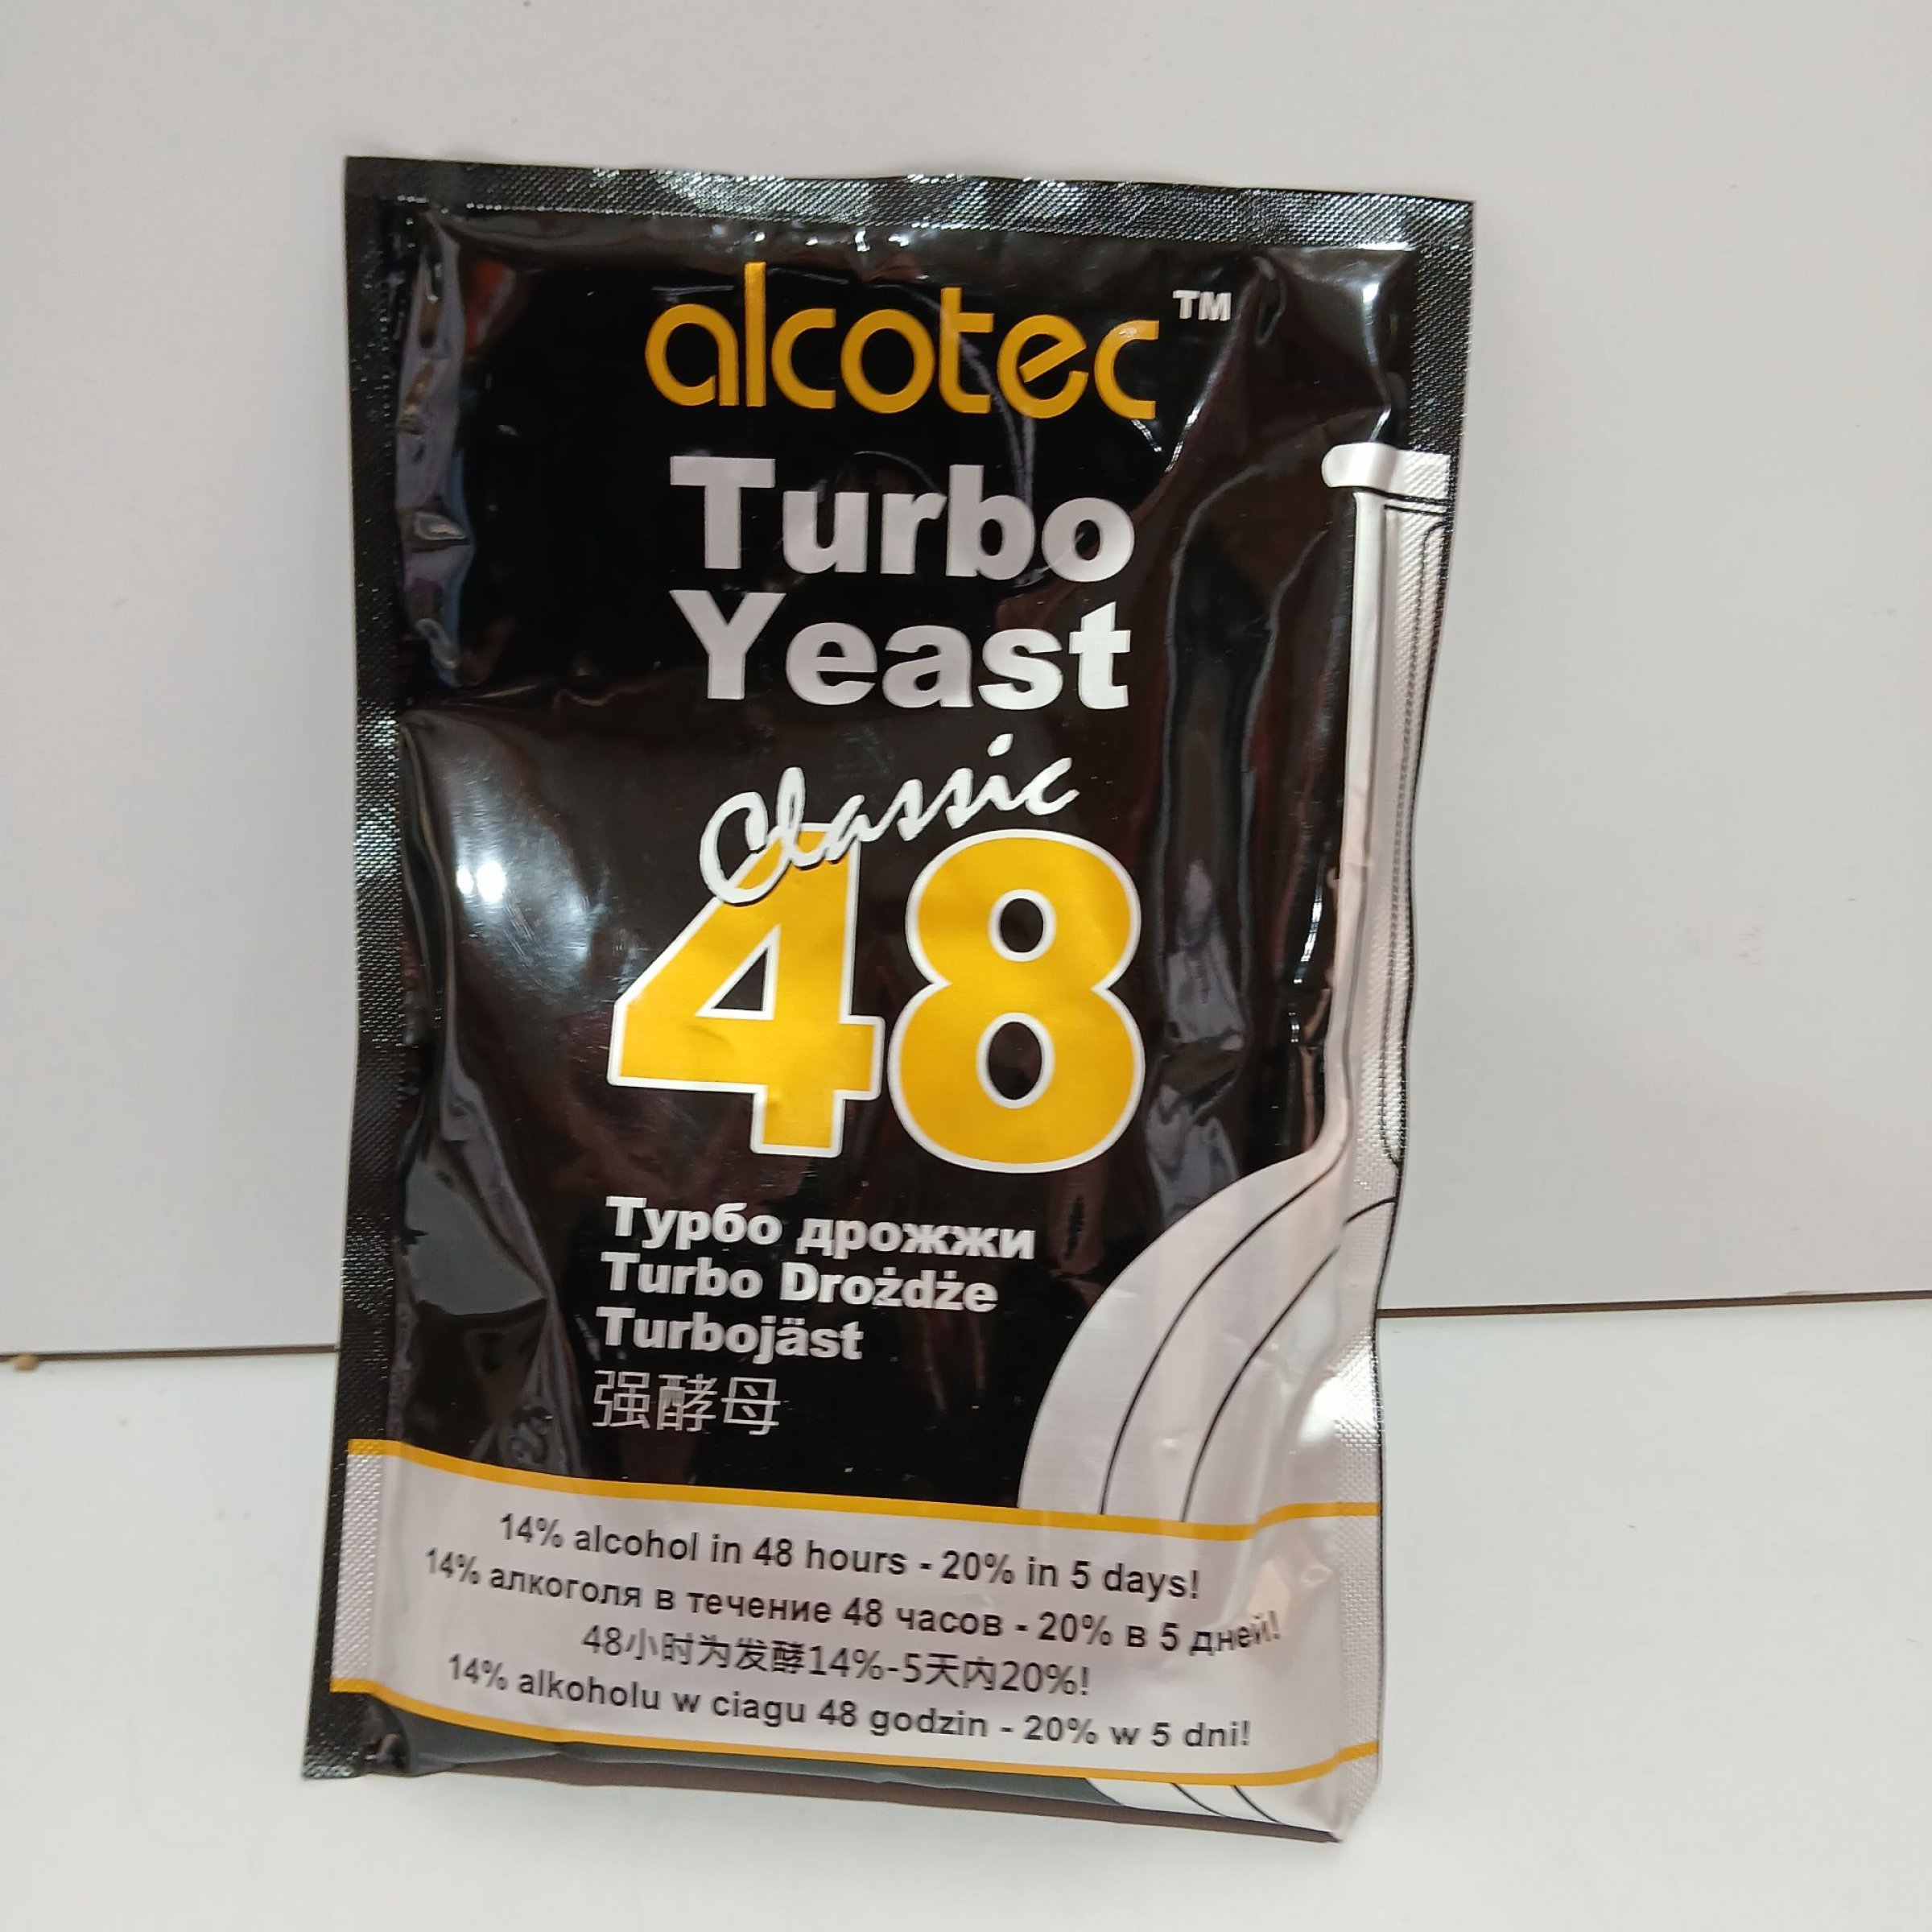 alcotec™
Turbo
Yeast
Classic
48
Турбо дрожжи
Turbo Drożdże
Turbojäst
强酵母
14% alcohol in 48 hours - 20% in 5 days!
14% алкоголя в течение 48 часов - 20% в 5 дней!
48小时为发酵14%-5天内20%!
14% alkoholu w ciagu 48 godzin - 20% w 5 dni!